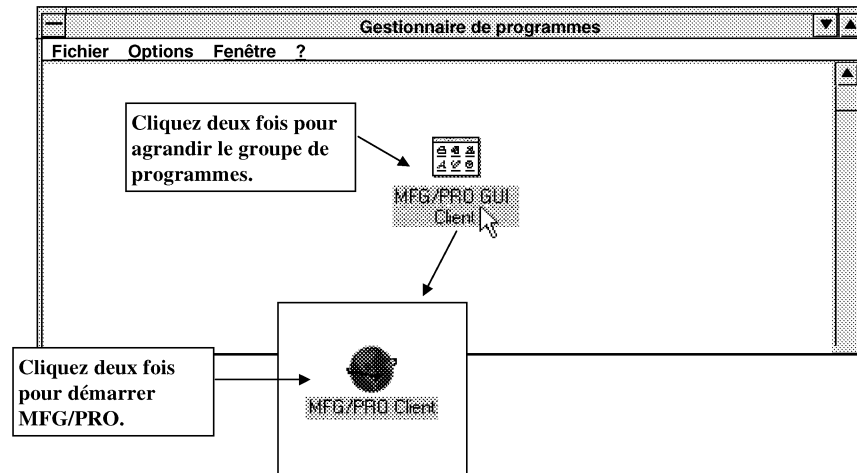 Gestionnaire de programmes
Fichier Options Fenêtre ?
Cliquez deux fois pour
agrandir le groupe de
programmes.
MFG/PRO GUI
Client
Cliquez deux fois
pour démarrer
MFG/PRO.
MFG/PRO Client